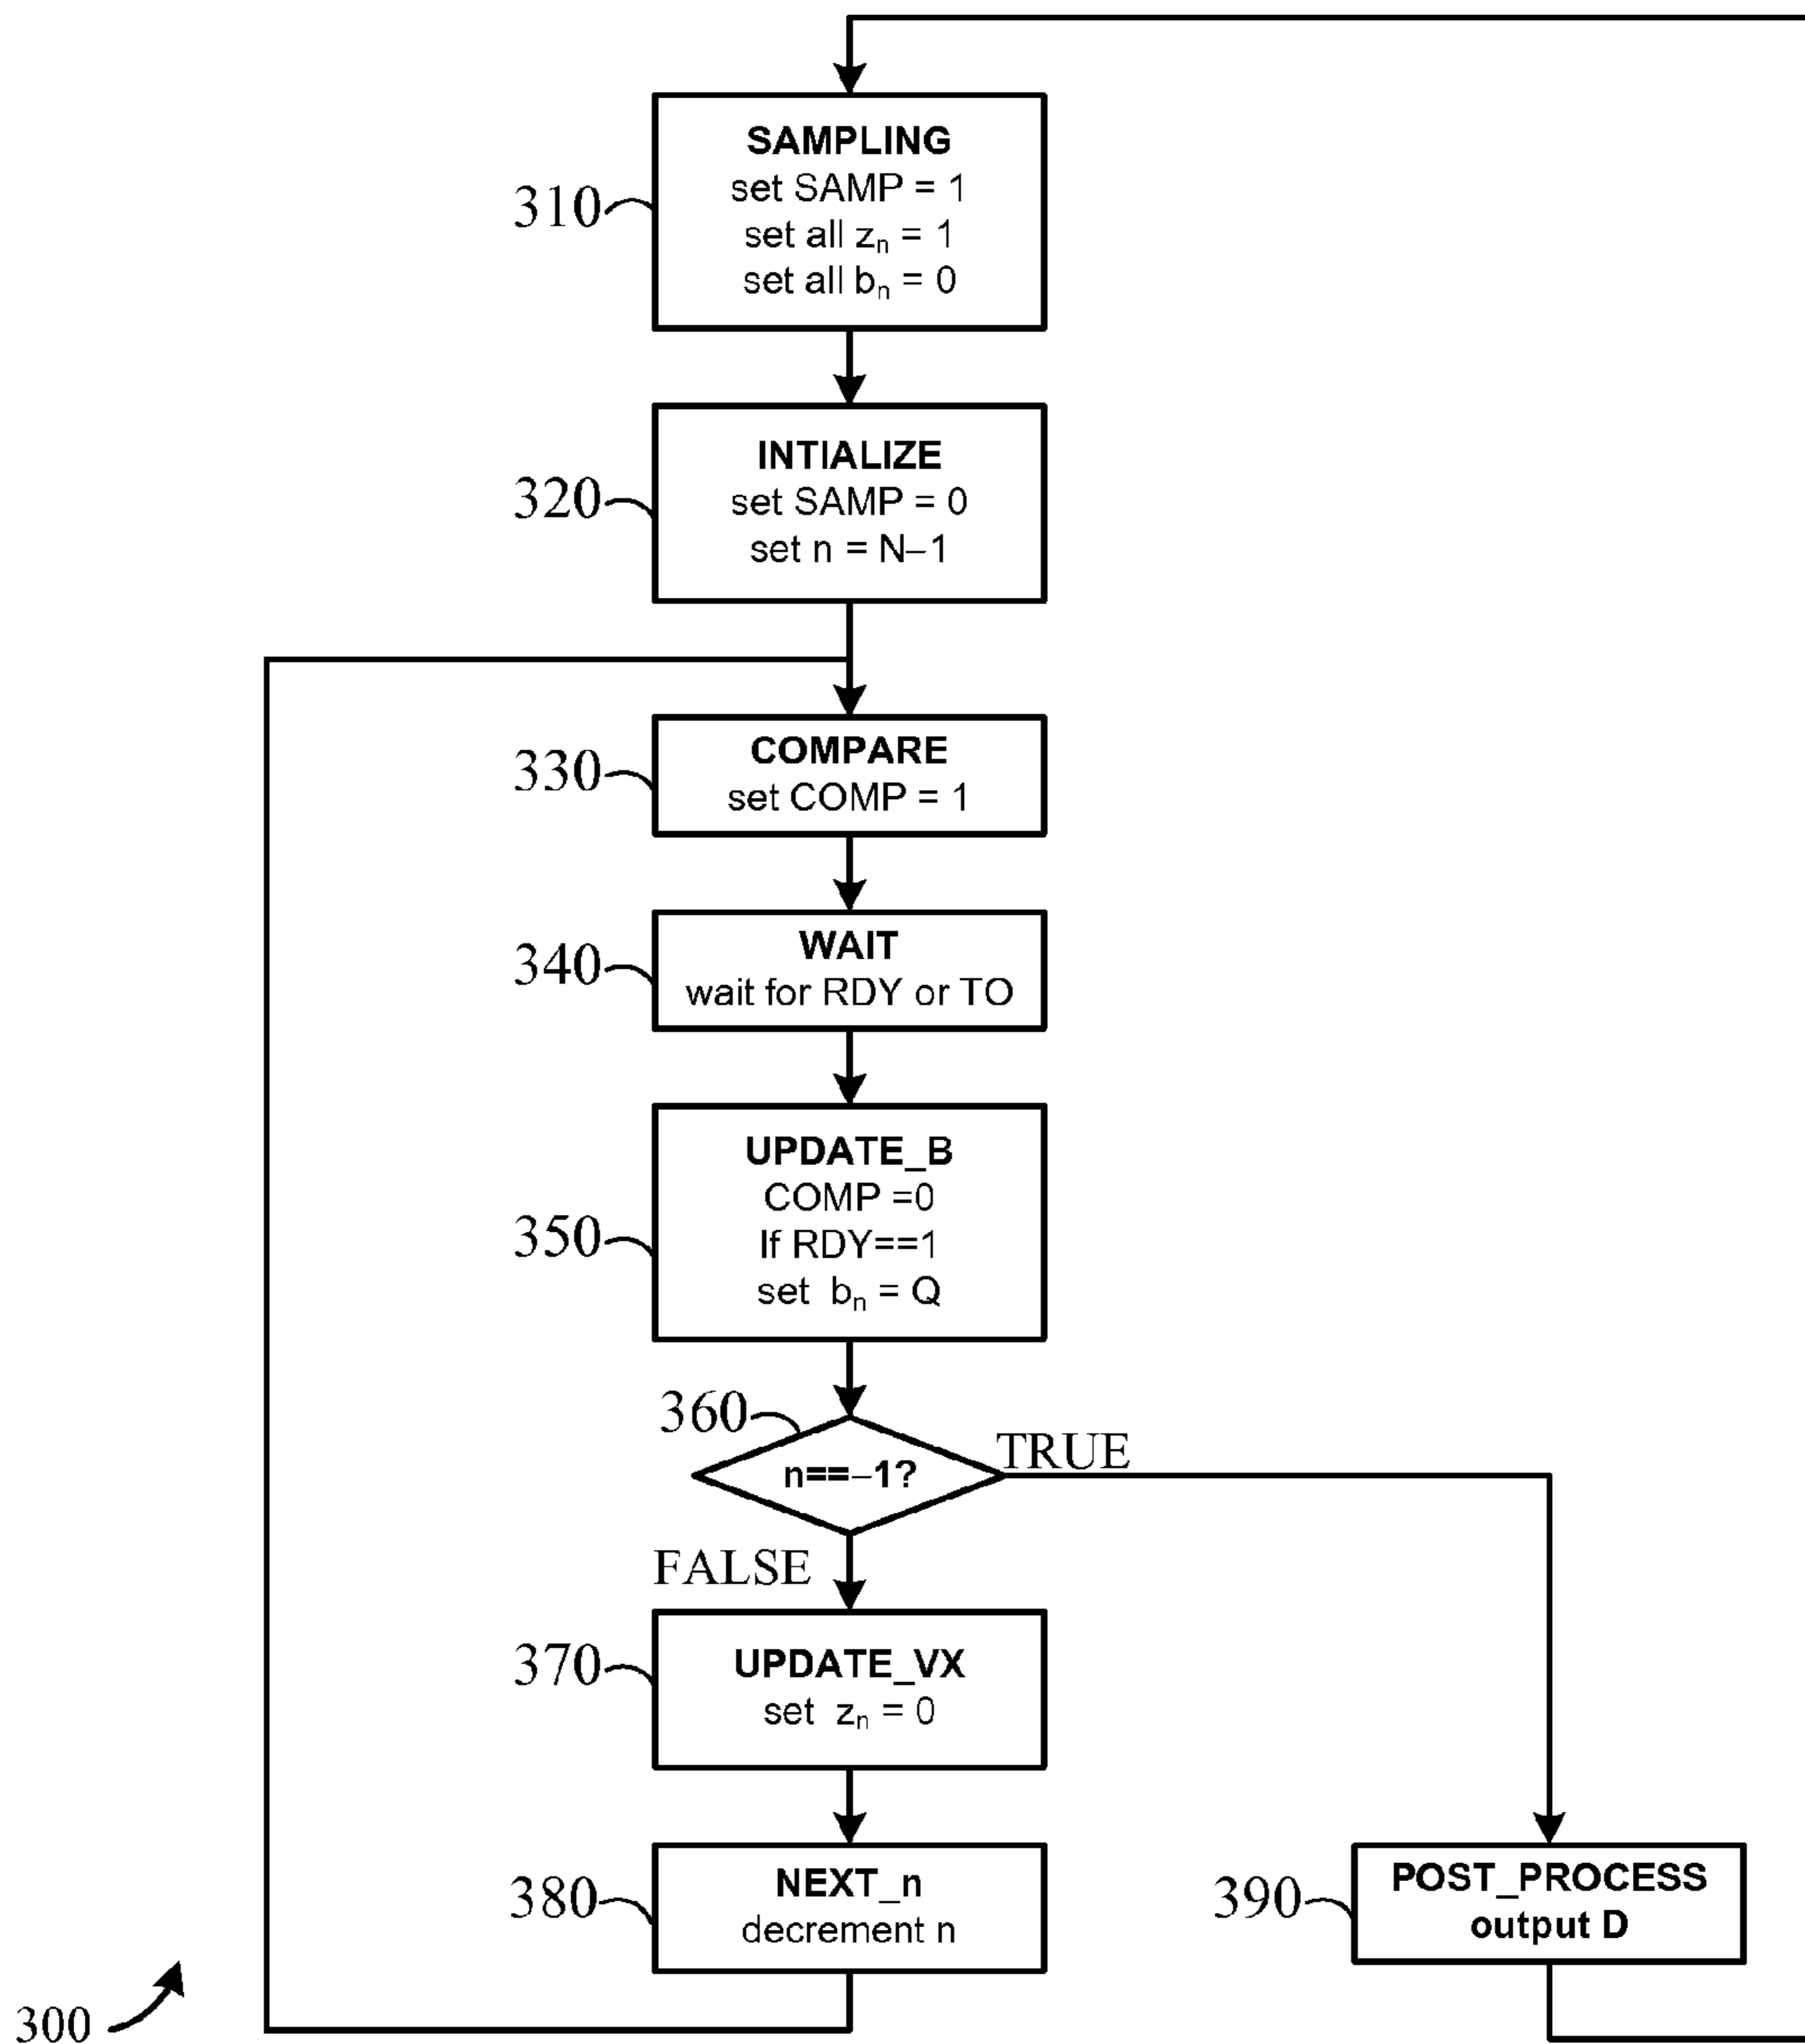 SAMPLING
set SAMP = 1
310
set all zₙ = 1
set all bₙ = 0
INTIALIZE
320
set SAMP = 0
set n = N–1
COMPARE
330
set COMP = 1
WAIT
340
wait for RDY or TO
UPDATE_B
COMP =0
350
If RDY==1
set bₙ = Q
360
n==–1?
TRUE
FALSE
370
UPDATE_VX
set zₙ = 0
380
NEXT_n
decrement n
390
POST_PROCESS
output D
300